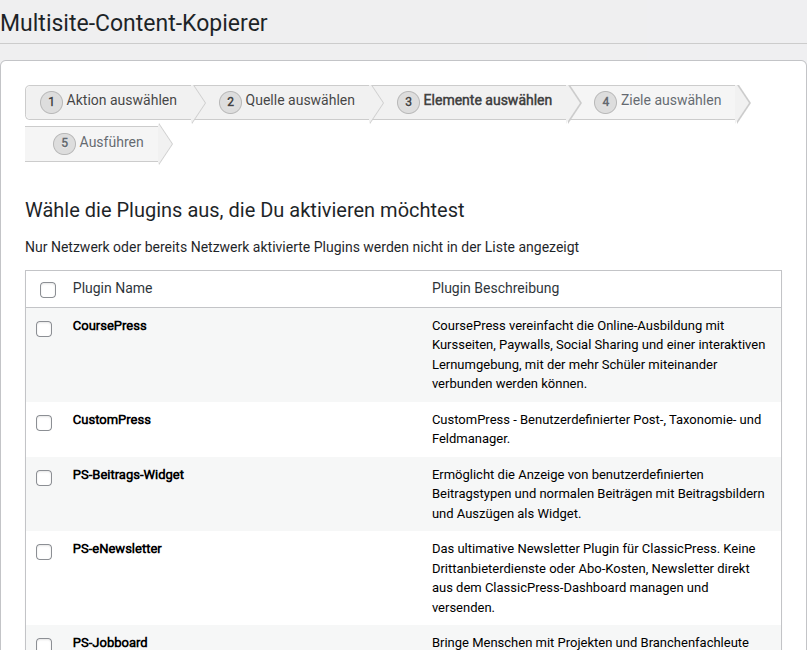 Multisite-Content-Kopierer
1 Aktion auswählen 2 Quelle auswählen 3 Elemente auswählen 4 Ziele auswählen
5 Ausführen
Wähle die Plugins aus, die Du aktivieren möchtest
Nur Netzwerk oder bereits Netzwerk aktivierte Plugins werden nicht in der Liste angezeigt
Plugin Name Plugin Beschreibung
CoursePress CoursePress vereinfacht die Online-Ausbildung mit
Kursseiten, Paywalls, Social Sharing und einer interaktiven
Lernumgebung, mit der mehr Schüler miteinander
verbunden werden können.
CustomPress CustomPress - Benutzerdefinierter Post-, Taxonomie- und
Feldmanager.
PS-Beitrags-Widget Ermöglicht die Anzeige von benutzerdefinierten
Beitragstypen und normalen Beiträgen mit Beitragsbildern
und Auszügen als Widget.
PS-eNewsletter Das ultimative Newsletter Plugin für ClassicPress. Keine
Drittanbieterdienste oder Abo-Kosten, Newsletter direkt
aus dem ClassicPress-Dashboard managen und
versenden.
PS-Jobboard Bringe Menschen mit Projekten und Branchenfachleute